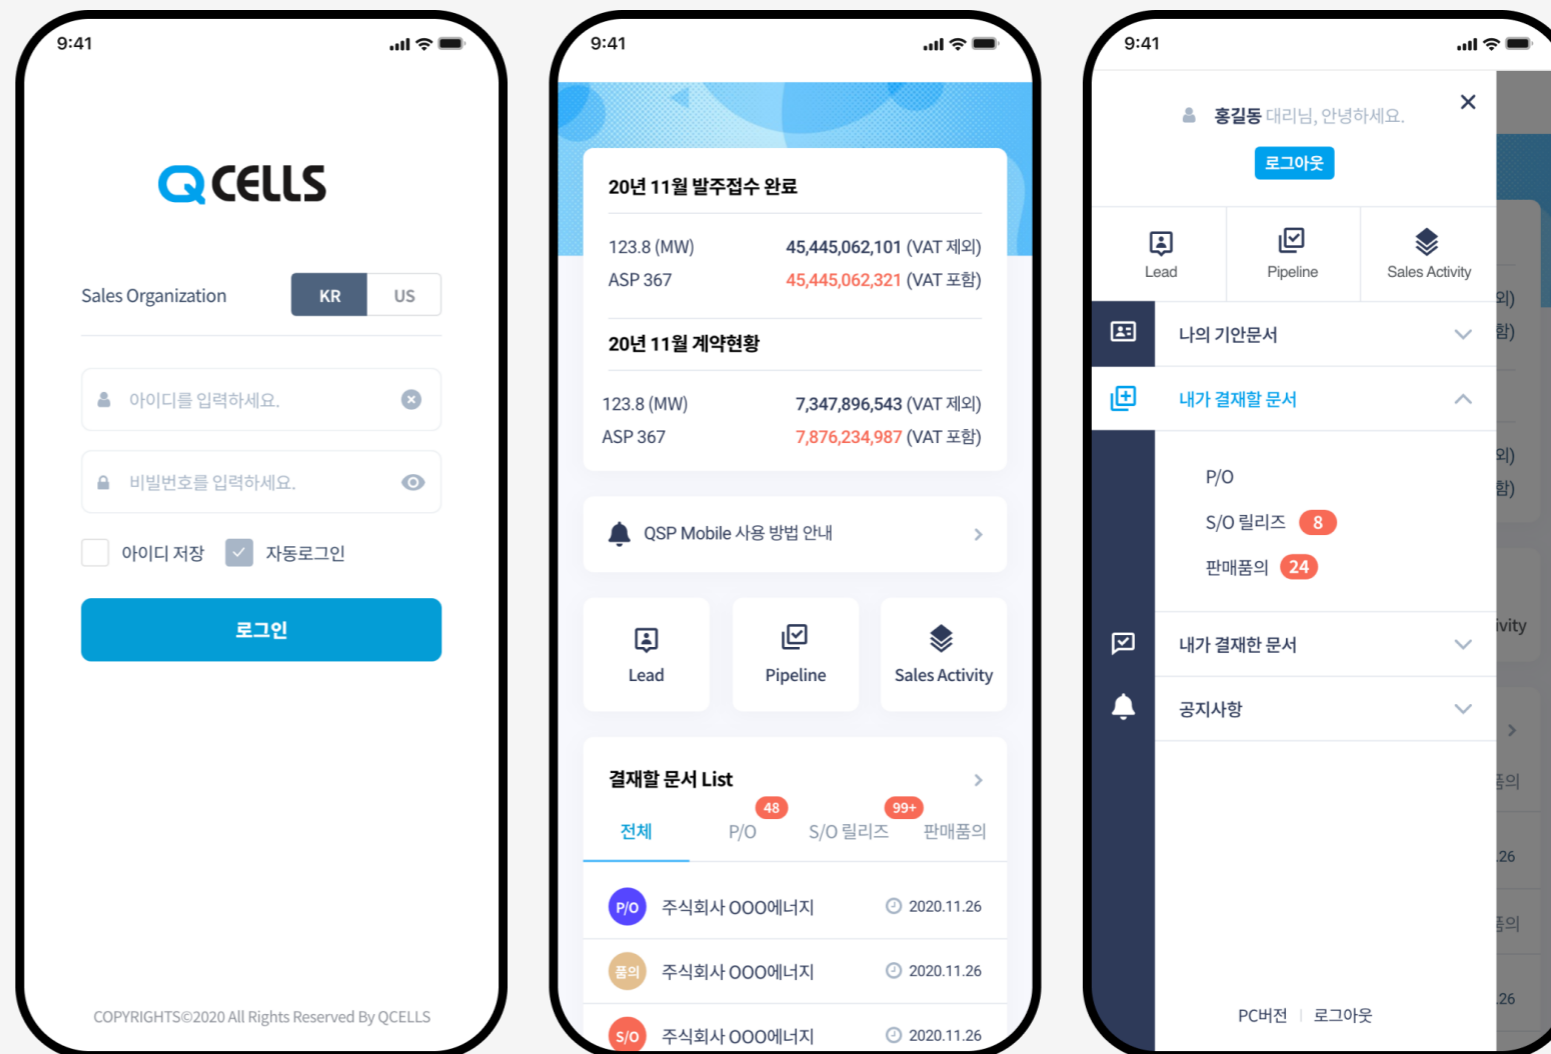 9:41
QCELLS
Sales Organization KR US
아이디를 입력하세요.
비빌번호를 입력하세요.
아이디 저장 자동로그인
로그인
COPYRIGHTS©2020 All Rights Reserved By QCELLS
9:41
20년 11월 발주접수 완료
123.8 (MW) 45,445,062,101 (VAT 제외)
ASP 367 45,445,062,321 (VAT 포함)
20년 11월 계약현황
123.8 (MW) 7,347,896,543 (VAT 제외)
ASP 367 7,876,234,987 (VAT 포함)
QSP Mobile 사용 방법 안내
Lead Pipeline Sales Activity
결재할 문서 List
48 99+
전체 P/O S/O 릴리즈 판매품의
P/O 주식회사 OOO에너지 2020.11.26
품의 주식회사 OOO에너지 2020.11.26
S/O 주식회사 OOO에너지 2020.11.26
9:41
홍길동 대리님, 안녕하세요.
로그아웃
Lead Pipeline Sales Activity
나의 기안문서
내가 결재할 문서
P/O
S/O 릴리즈 8
판매품의 24
내가 결재한 문서
공지사항
PC버전 로그아웃
외)
함)
외)
함)
ivity
품의
.26
품의
.26